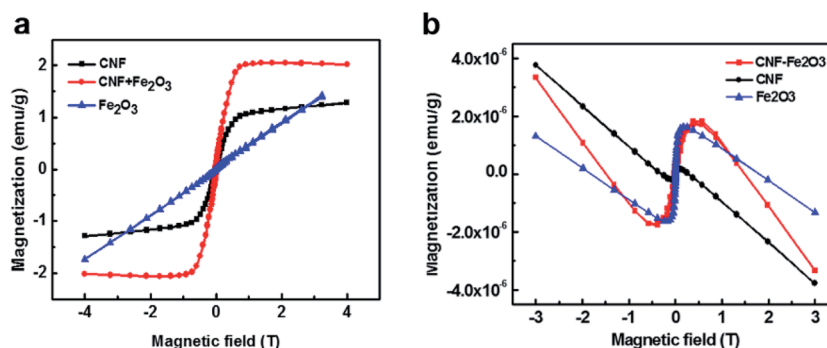 a
CNF
CNF+Fe₂O₃
Fe₂O₃
Magnetization (emu/g)
2
1
0
-1
-2
-4 -2 0 2 4
Magnetic field (T)
b
CNF-Fe2O3
CNF
Fe2O3
Magnetization (emu/g)
4.0x10⁻⁶
2.0x10⁻⁶
0.0
-2.0x10⁻⁶
-4.0x10⁻⁶
-3 -2 -1 0 1 2 3
Magnetic field (T)